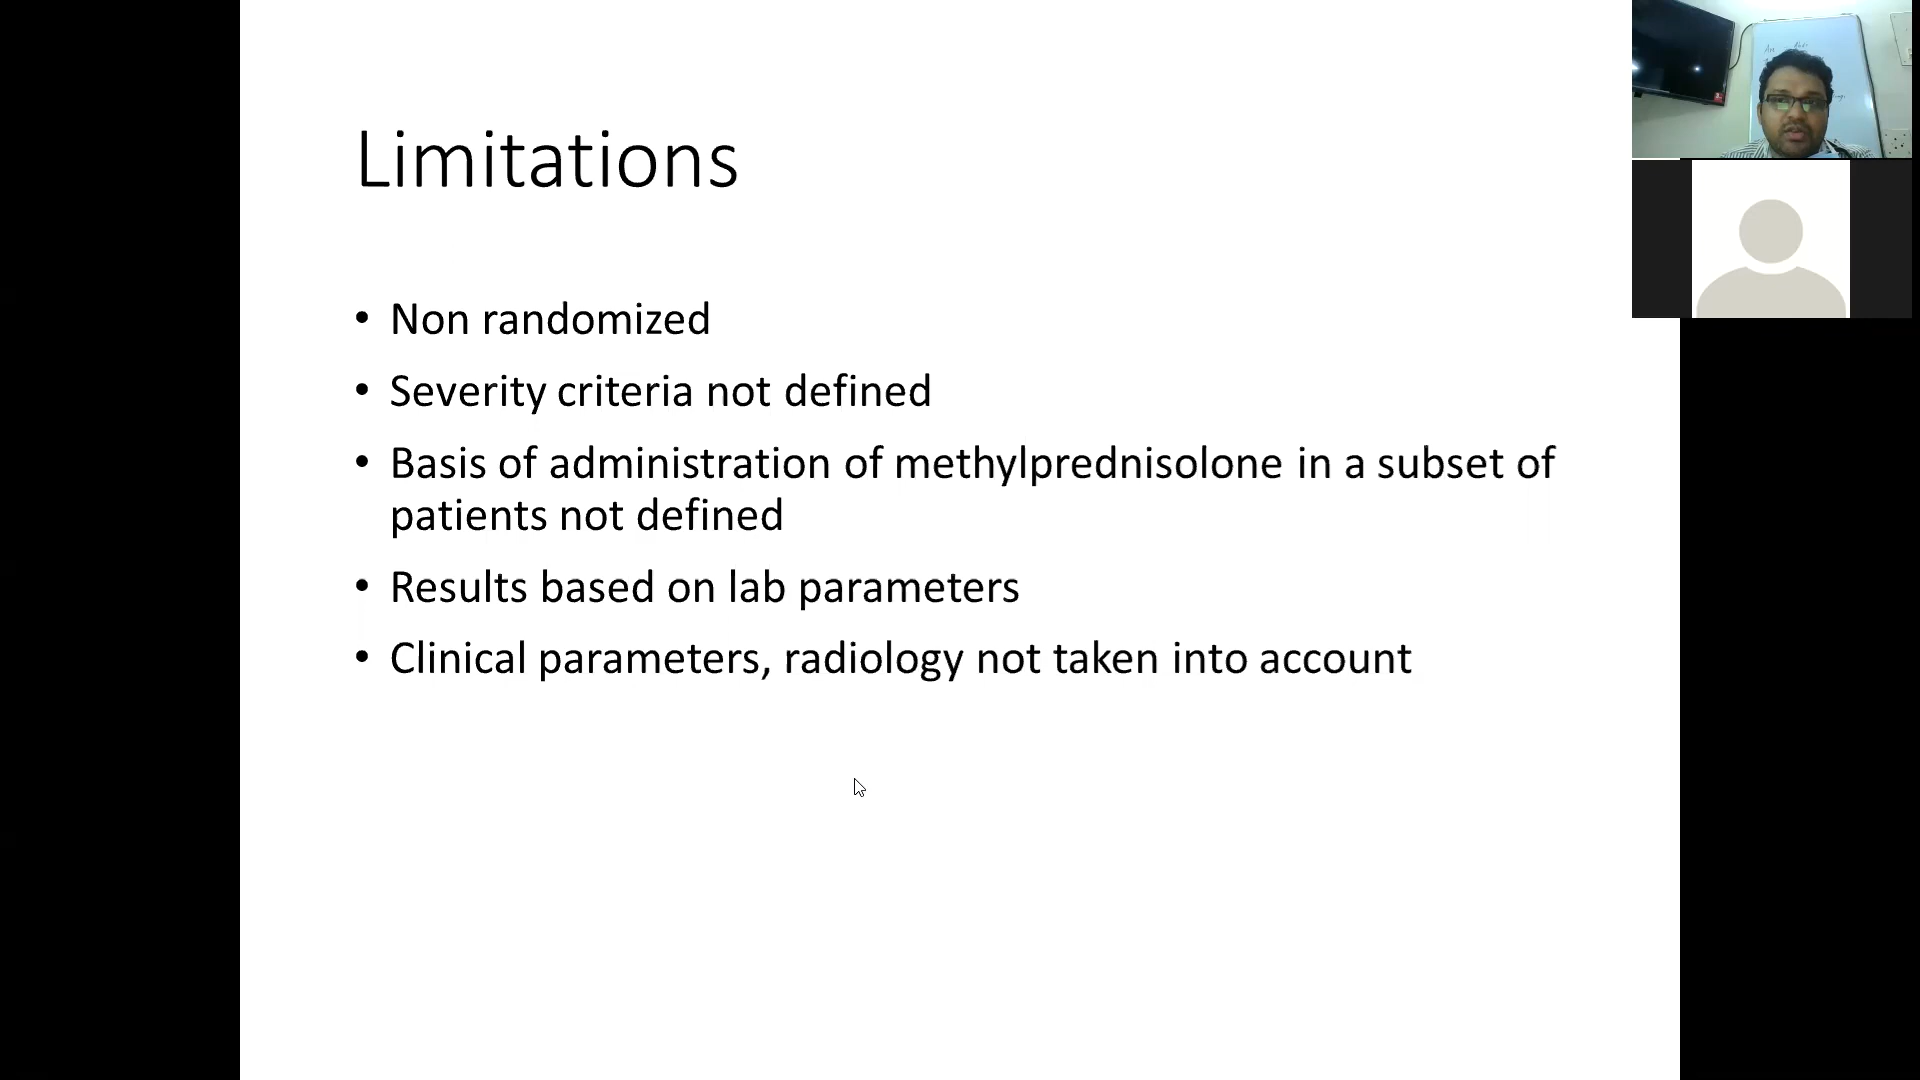 Limitations
• Non randomized
• Severity criteria not defined
• Basis of administration of methylprednisolone in a subset of
patients not defined
• Results based on lab parameters
• Clinical parameters, radiology not taken into account